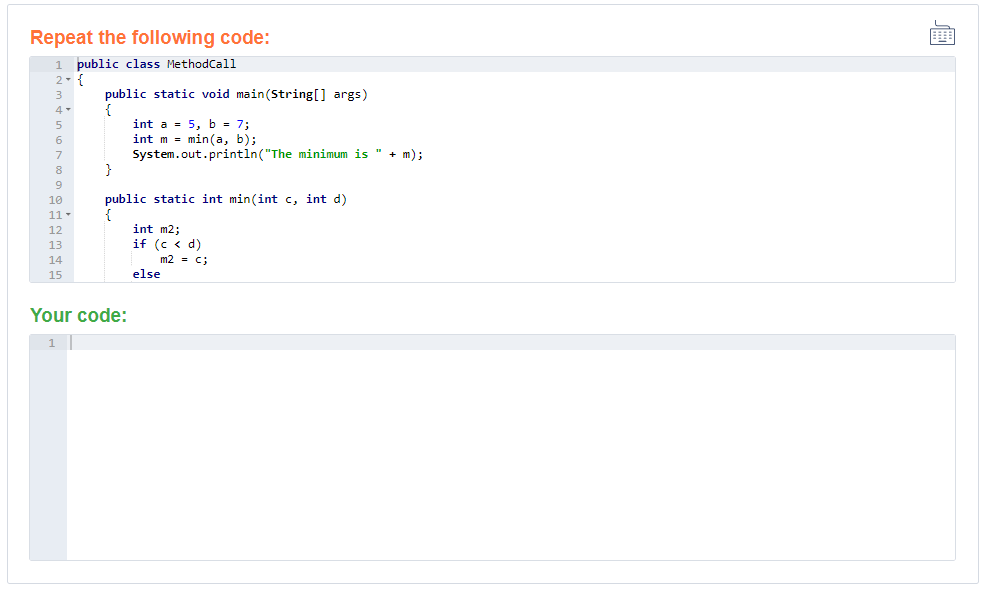 Repeat the following code:
1 public class MethodCall
2 {
3     public static void main(String[] args)
4     {
5         int a = 5, b = 7;
6         int m = min(a, b);
7         System.out.println("The minimum is " + m);
8     }
9
10     public static int min(int c, int d)
11     {
12         int m2;
13         if (c < d)
14             m2 = c;
15         else
Your code:
1